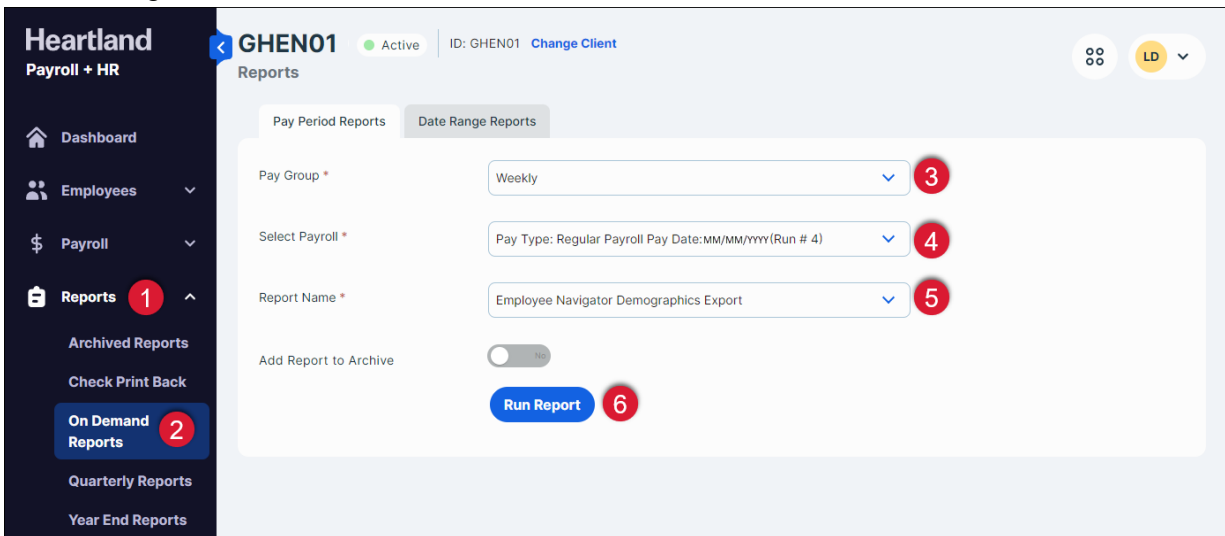 Heartland
Payroll + HR
GHEN01
Active
ID: GHEN01 Change Client
Reports
LD
Dashboard
Employees
Payroll
Reports 1
Archived Reports
Check Print Back
On Demand
Reports 2
Quarterly Reports
Year End Reports
Pay Period Reports
Date Range Reports
Pay Group *
Weekly
3
Select Payroll *
Pay Type: Regular Payroll Pay Date:MM/MM/YYYY(Run # 4)
4
Report Name *
Employee Navigator Demographics Export
5
Add Report to Archive
No
Run Report
6